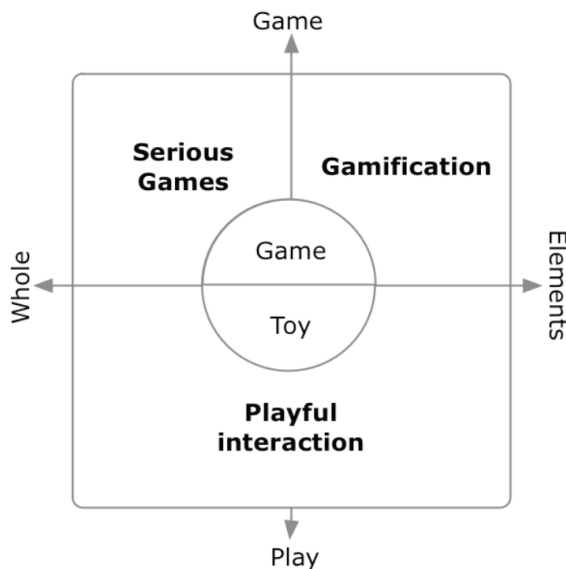 Game
Serious
Games
Gamification
Game
Whole
Elements
Toy
Playful
interaction
Play